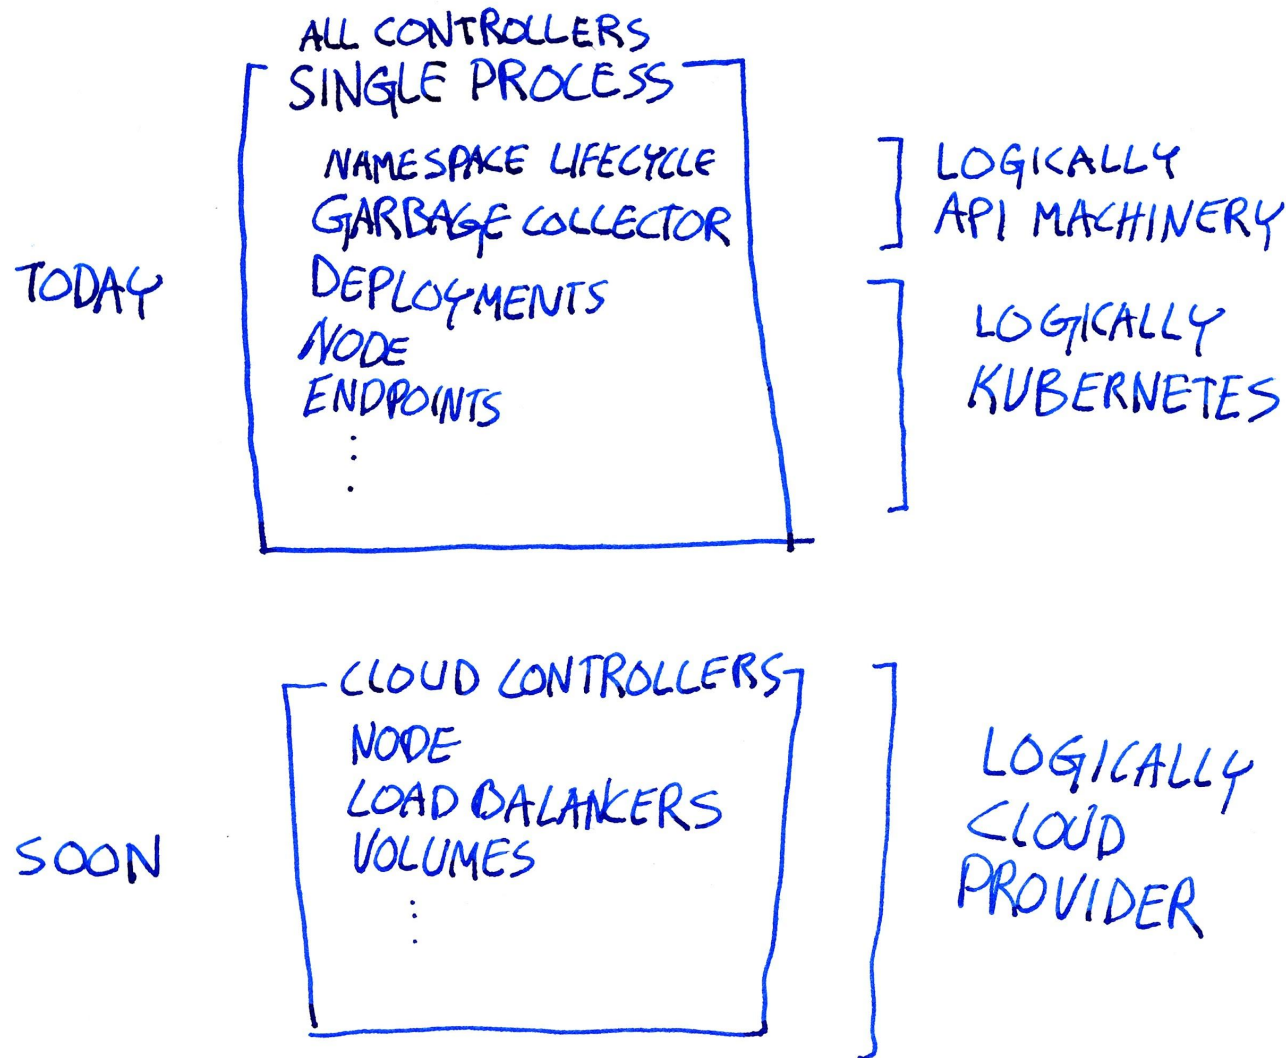 ALL CONTROLLERS
SINGLE PROCESS
NAMESPACE LIFECYCLE
GARBAGE COLLECTOR
DEPLOYMENTS
NODE
ENDPOINTS
LOGICALLY
API MACHINERY
LOGICALLY
KUBERNETES
TODAY
CLOUD CONTROLLERS
NODE
LOAD BALANCERS
VOLUMES
LOGICALLY
CLOUD
PROVIDER
SOON